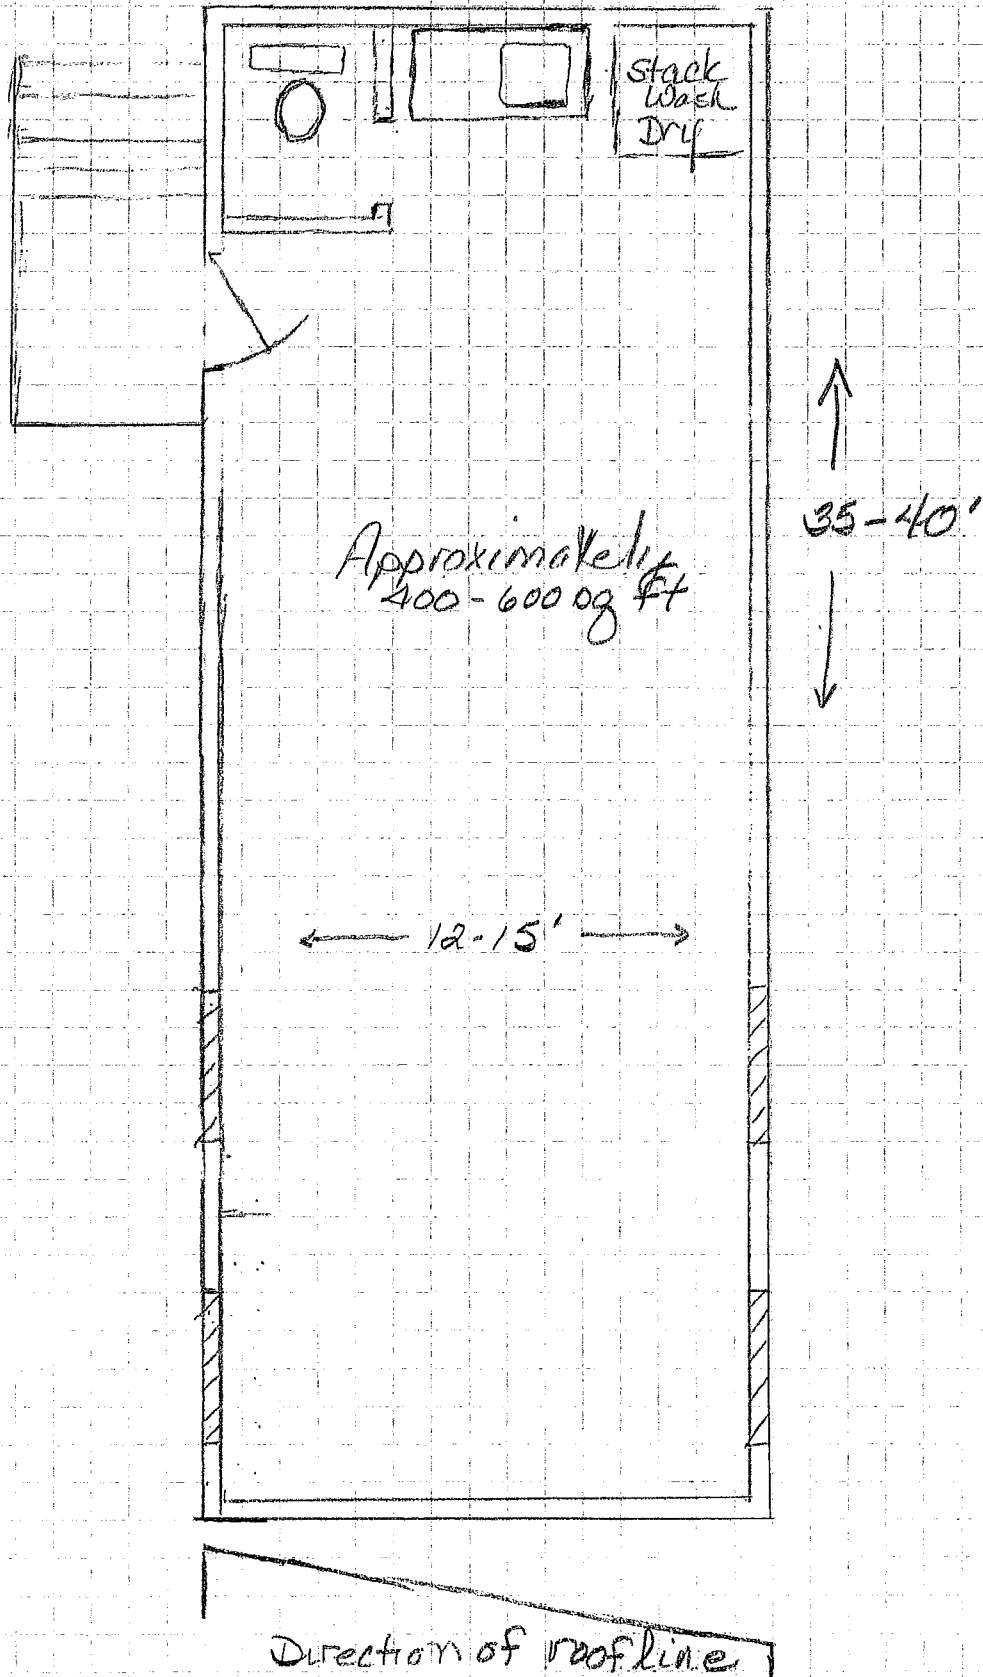 Stack
Wash
Dry
35-40'
Approximately
400-600 sq ft
12-15'
Direction of roofline